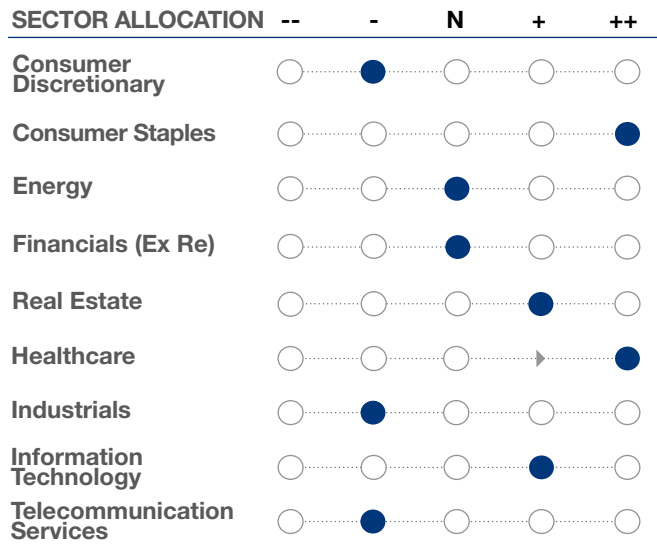 SECTOR ALLOCATION -- - N + ++
Consumer
Discretionary
Consumer Staples
Energy
Financials (Ex Re)
Real Estate
Healthcare
Industrials
Information
Technology
Telecommunication
Services